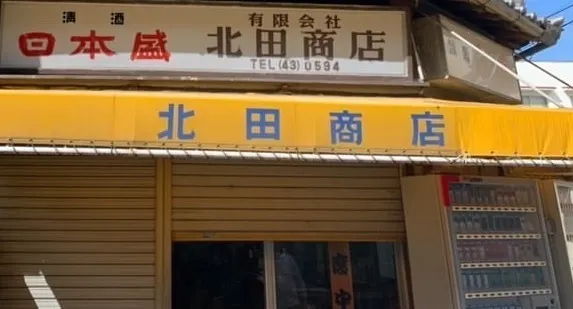 清酒
日本盛
有限会社
北田商店
TEL(43)0594
北田商店